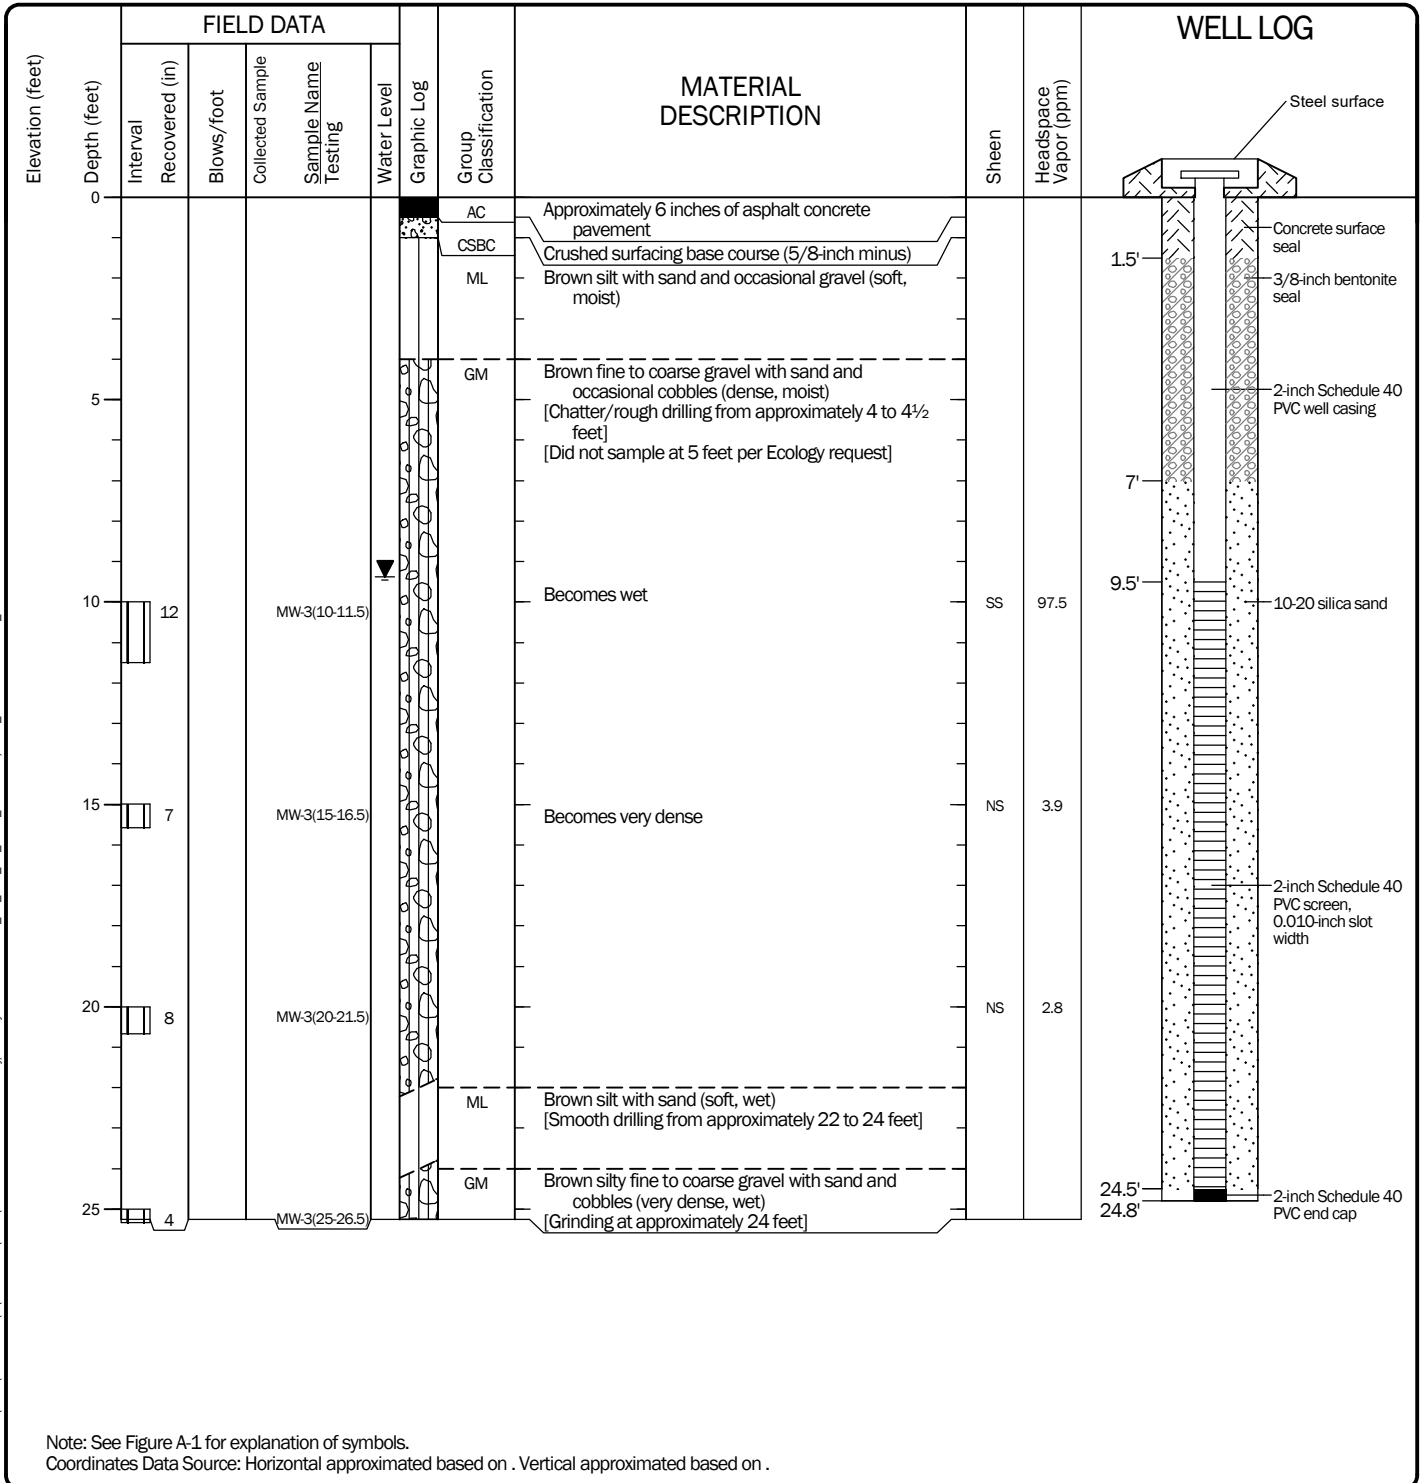 FIELD DATA
WELL LOG
Elevation (feet)
Depth (feet)
Interval
Recovered (in)
Blows/foot
Collected Sample
Sample Name
Testing
Water Level
Graphic Log
Group
Classification
MATERIAL
DESCRIPTION
Sheen
Headspace
Vapor (ppm)
Steel surface
0
AC
Approximately 6 inches of asphalt concrete
pavement
CSBC
Crushed surfacing base course (5/8-inch minus)
ML
Brown silt with sand and occasional gravel (soft,
moist)
Concrete surface
seal
1.5'
3/8-inch bentonite
seal
GM
Brown fine to coarse gravel with sand and
occasional cobbles (dense, moist)
[Chatter/rough drilling from approximately 4 to 4½
feet]
[Did not sample at 5 feet per Ecology request]
5
2-inch Schedule 40
PVC well casing
7'
9.5'
Becomes wet
10
12
MW-3(10-11.5)
SS
97.5
10-20 silica sand
15
7
MW-3(15-16.5)
Becomes very dense
NS
3.9
2-inch Schedule 40
PVC screen,
0.010-inch slot
width
20
8
MW-3(20-21.5)
NS
2.8
ML
Brown silt with sand (soft, wet)
[Smooth drilling from approximately 22 to 24 feet]
GM
Brown silty fine to coarse gravel with sand and
cobbles (very dense, wet)
[Grinding at approximately 24 feet]
25
4
MW-3(25-26.5)
24.5'
24.8'
2-inch Schedule 40
PVC end cap
Note: See Figure A-1 for explanation of symbols.
Coordinates Data Source: Horizontal approximated based on . Vertical approximated based on .